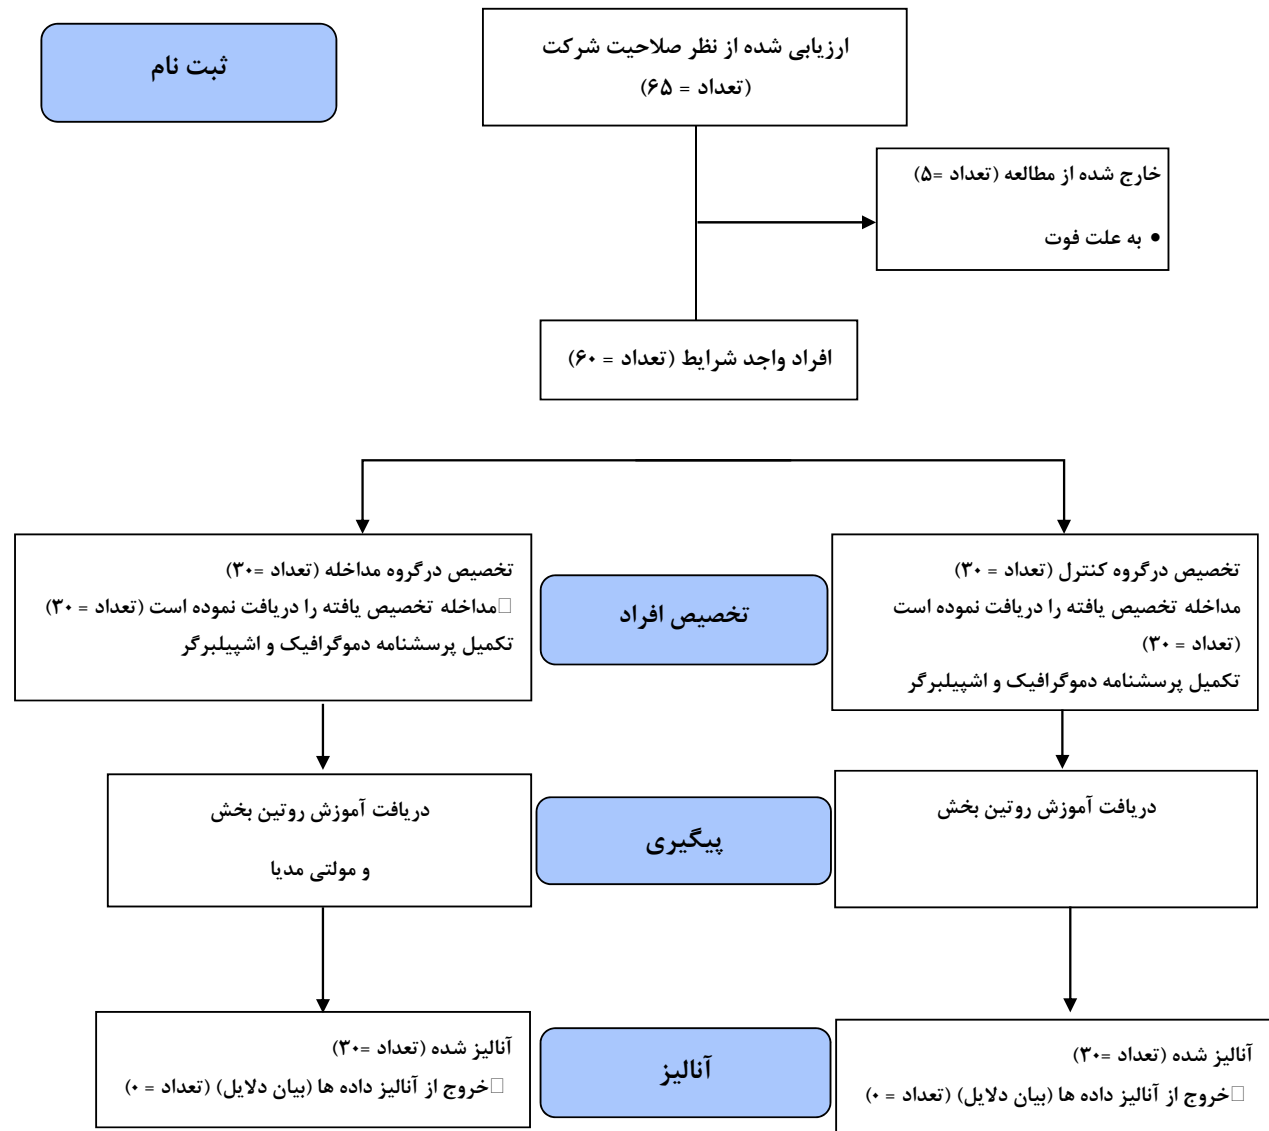 ثبت نام
ارزیابی شده از نظر صلاحیت شرکت
(تعداد = ۶۵)
خارج شده از مطالعه (تعداد =۵)
• به علت فوت
افراد واجد شرایط (تعداد = ۶۰)
تخصیص درگروه کنترل (تعداد = ۳۰)
مداخله تخصیص یافته را دریافت نموده است
(تعداد = ۳۰)
تکمیل پرسشنامه دموگرافیک و اشپیلبرگر
تخصیص افراد
تخصیص درگروه مداخله (تعداد =۳۰)
□مداخله تخصیص یافته را دریافت نموده است (تعداد = ۳۰)
تکمیل پرسشنامه دموگرافیک و اشپیلبرگر
دریافت آموزش روتین بخش
پیگیری
دریافت آموزش روتین بخش
و مولتی مدیا
آنالیز شده (تعداد =۳۰)
□خروج از آنالیز داده ها (بیان دلایل) (تعداد = ۰)
آنالیز
آنالیز شده (تعداد =۳۰)
□خروج از آنالیز داده ها (بیان دلایل) (تعداد = ۰)